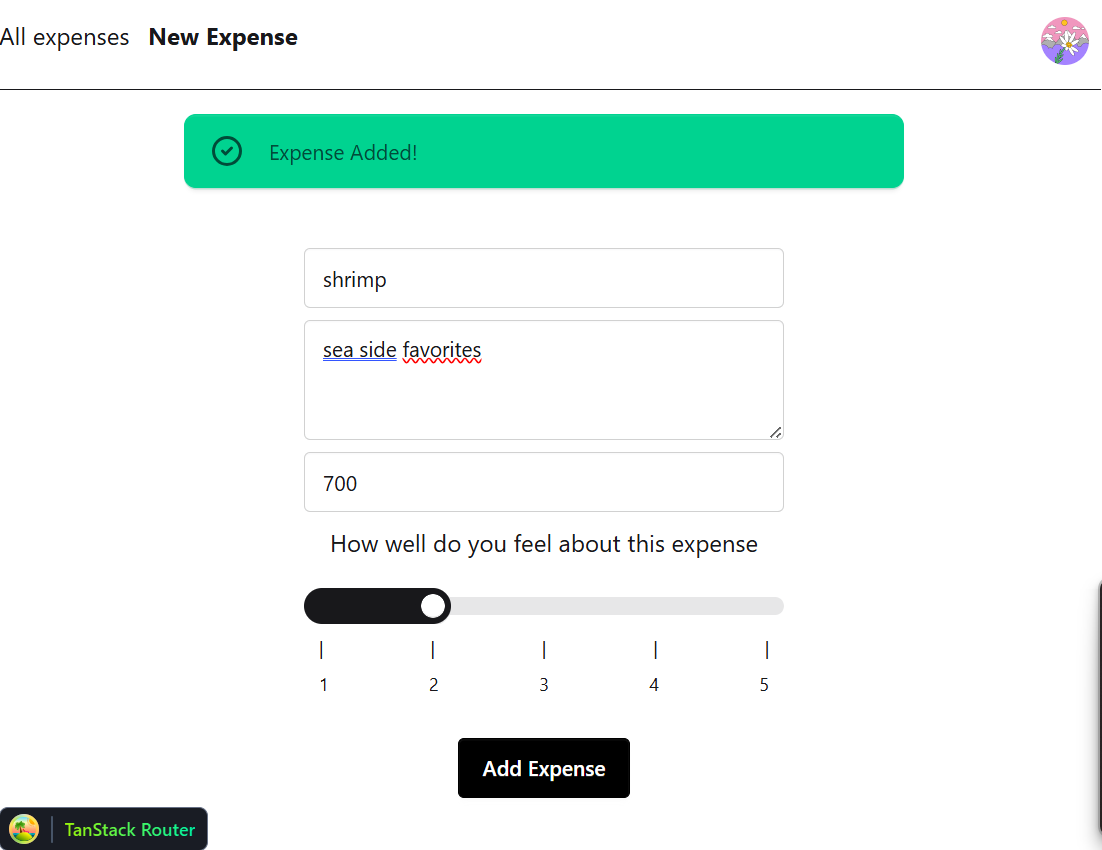 All expenses New Expense
Expense Added!
shrimp
sea side favorites
700
How well do you feel about this expense
| | | | |
1 2 3 4 5
Add Expense
TanStack Router